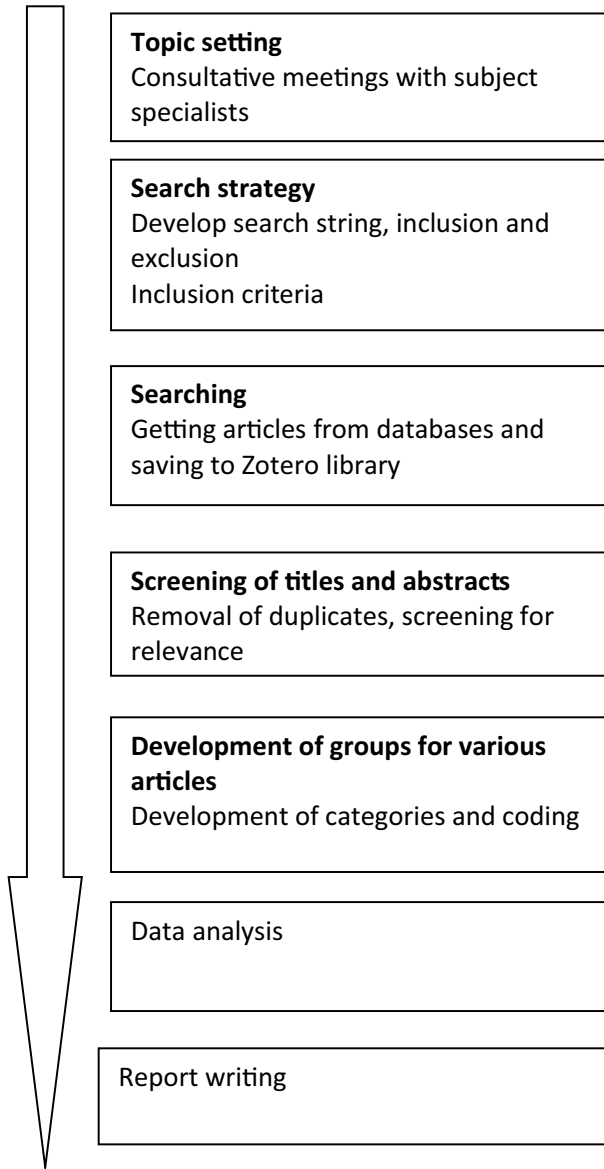 Topic setting
Consultative meetings with subject
specialists
Search strategy
Develop search string, inclusion and
exclusion
Inclusion criteria
Searching
Getting articles from databases and
saving to Zotero library
Screening of titles and abstracts
Removal of duplicates, screening for
relevance
Development of groups for various
articles
Development of categories and coding
Data analysis
Report writing